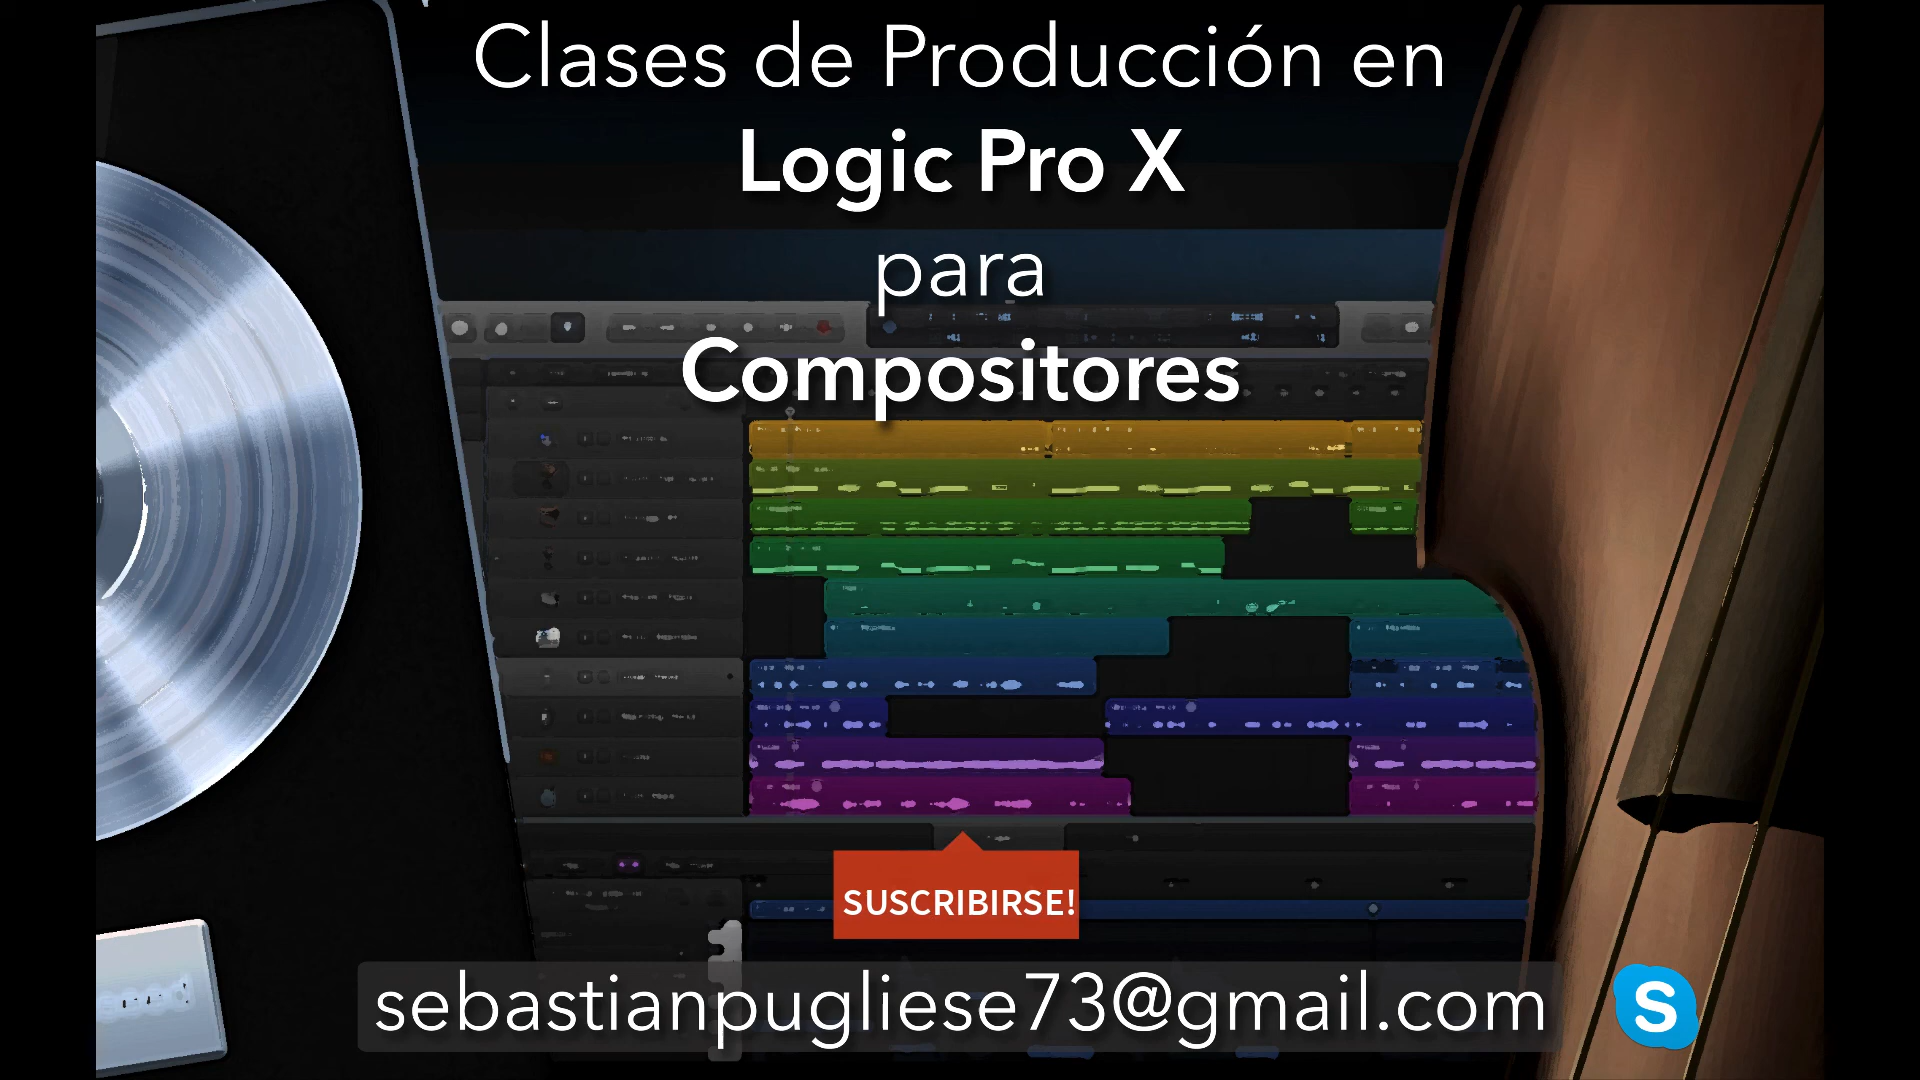 Clases de Producción en
Logic Pro X
para
Compositores
SUSCRIBIRSE!
sebastianpugliese73@gmail.com
S